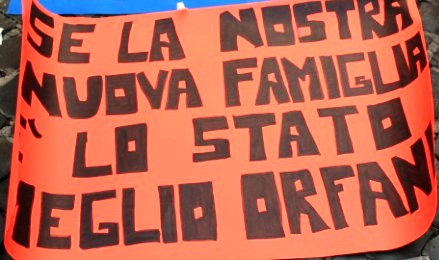 SE LA NOSTRA
NUOVA FAMIGLIA
È LO STATO
MEGLIO ORFANI